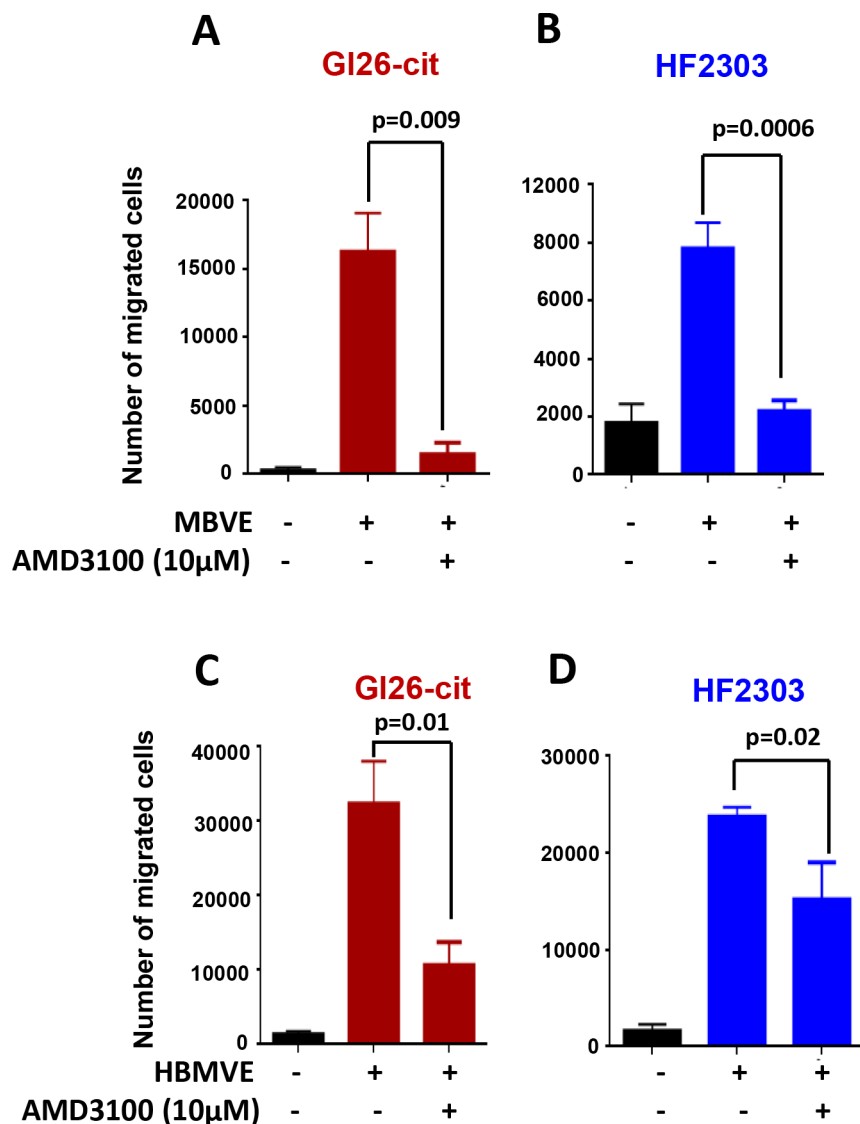 A
B
GI26-cit
HF2303
p=0.009
p=0.0006
Number of migrated cells
20000
15000
10000
5000
0
12000
10000
8000
6000
4000
2000
0
MBVE - + + - + +
AMD3100 (10µM) - - + - - +
C
D
GI26-cit
HF2303
p=0.01
p=0.02
Number of migrated cells
40000
30000
20000
10000
0
30000
20000
10000
0
HBMVE - + + - + +
AMD3100 (10µM) - - + - - +